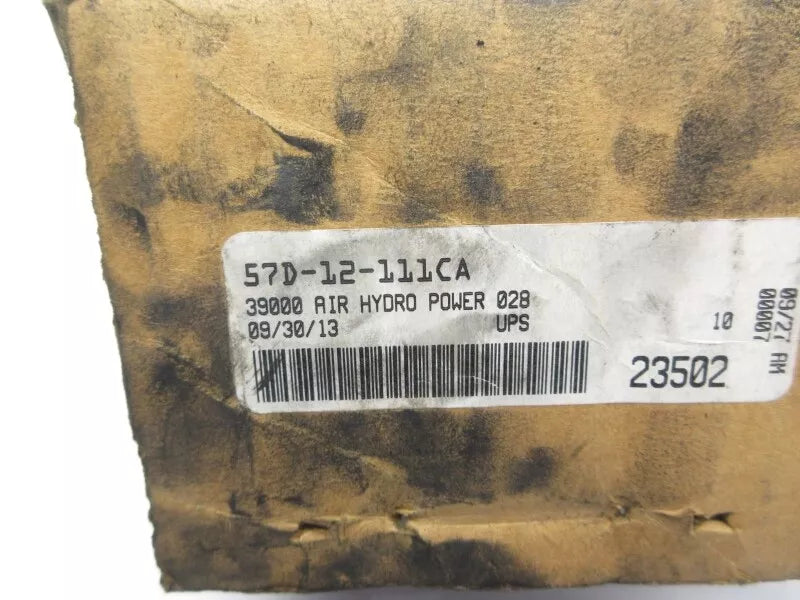 57D-12-111CA
39000 AIR HYDRO POWER 028
09/30/13 UPS 10
23502
09/27 AM
00007